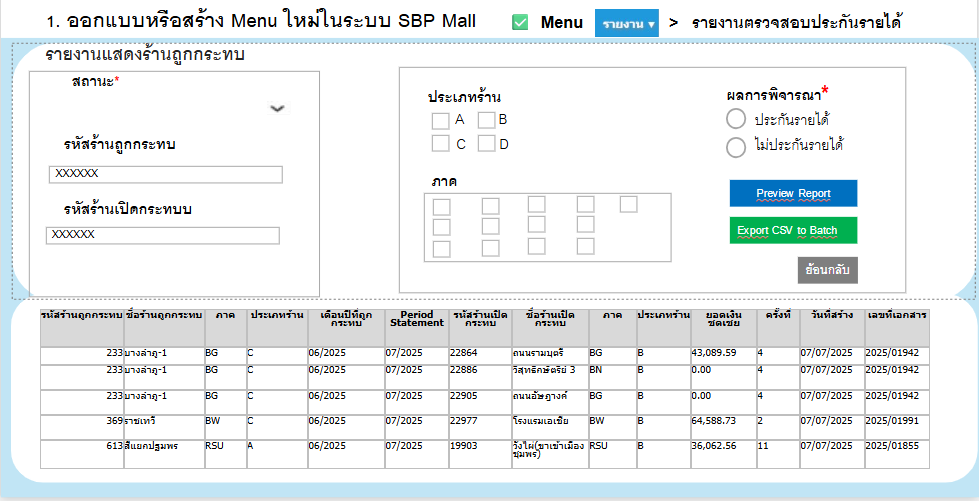 1. ออกแบบหรือสร้าง Menu ใหม่ในระบบ SBP Mall
Menu รายงาน > รายงานตรวจสอบประกันรายได้
รายงานแสดงร้านถูกกระทบ
สถานะ*
รหัสร้านถูกกระทบ
XXXXXX
รหัสร้านเปิดกระทบบ
XXXXXX
ประเภทร้าน
A B
C D
ภาค
ผลการพิจารณา*
ประกันรายได้
ไม่ประกันรายได้
Preview Report
Export CSV to Batch
ย้อนกลับ
รหัสร้านถูกกระทบ ชื่อร้านถูกกระทบ ภาค ประเภทร้าน เดือนปีที่ถูกกระทบ Period Statement รหัสร้านเปิดกระทบ ชื่อร้านเปิดกระทบ ภาค ประเภทร้าน ยอดเงินชดเชย ครั้งที่ วันที่สร้าง เลขที่เอกสาร
233 บางลำภู-1 BG C 06/2025 07/2025 22864 ถนนรามบุตรี BG B 43,089.59 4 07/07/2025 2025/01942
233 บางลำภู-1 BG C 06/2025 07/2025 22886 วิสุทธิกษัตริย์ 3 BN B 0.00 4 07/07/2025 2025/01942
233 บางลำภู-1 BG C 06/2025 07/2025 22905 ถนนอัษฎางค์ BG B 0.00 4 07/07/2025 2025/01942
369 ราชเทวี BW C 06/2025 07/2025 22977 โรงแรมเอเชีย BW B 64,588.73 2 07/07/2025 2025/01991
613 สี่แยกปฐมพร RSU A 06/2025 07/2025 19903 วังไผ่(ขาเข้าเมืองชุมพร) RSU B 36,062.56 11 07/07/2025 2025/01855